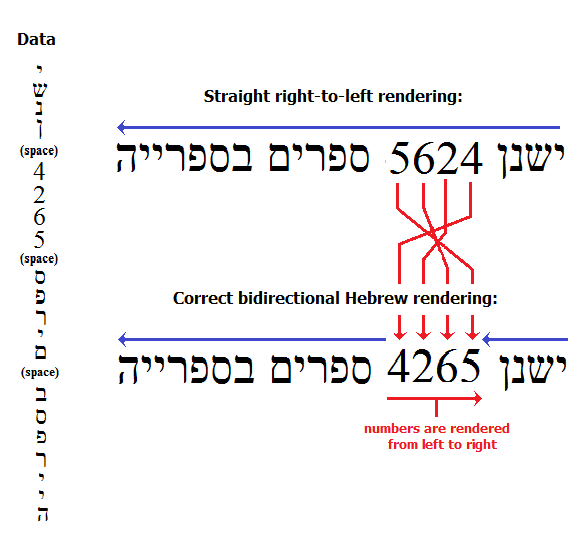 Data
י
ש
נ
ן
(space)
4
2
6
5
(space)
ס
פ
ר
י
ם
(space)
ב
ס
פ
ר
י
י
ה
Straight right-to-left rendering:
ישנן 5624 ספרים בספרייה
Correct bidirectional Hebrew rendering:
ישנן 4265 ספרים בספרייה
numbers are rendered
from left to right